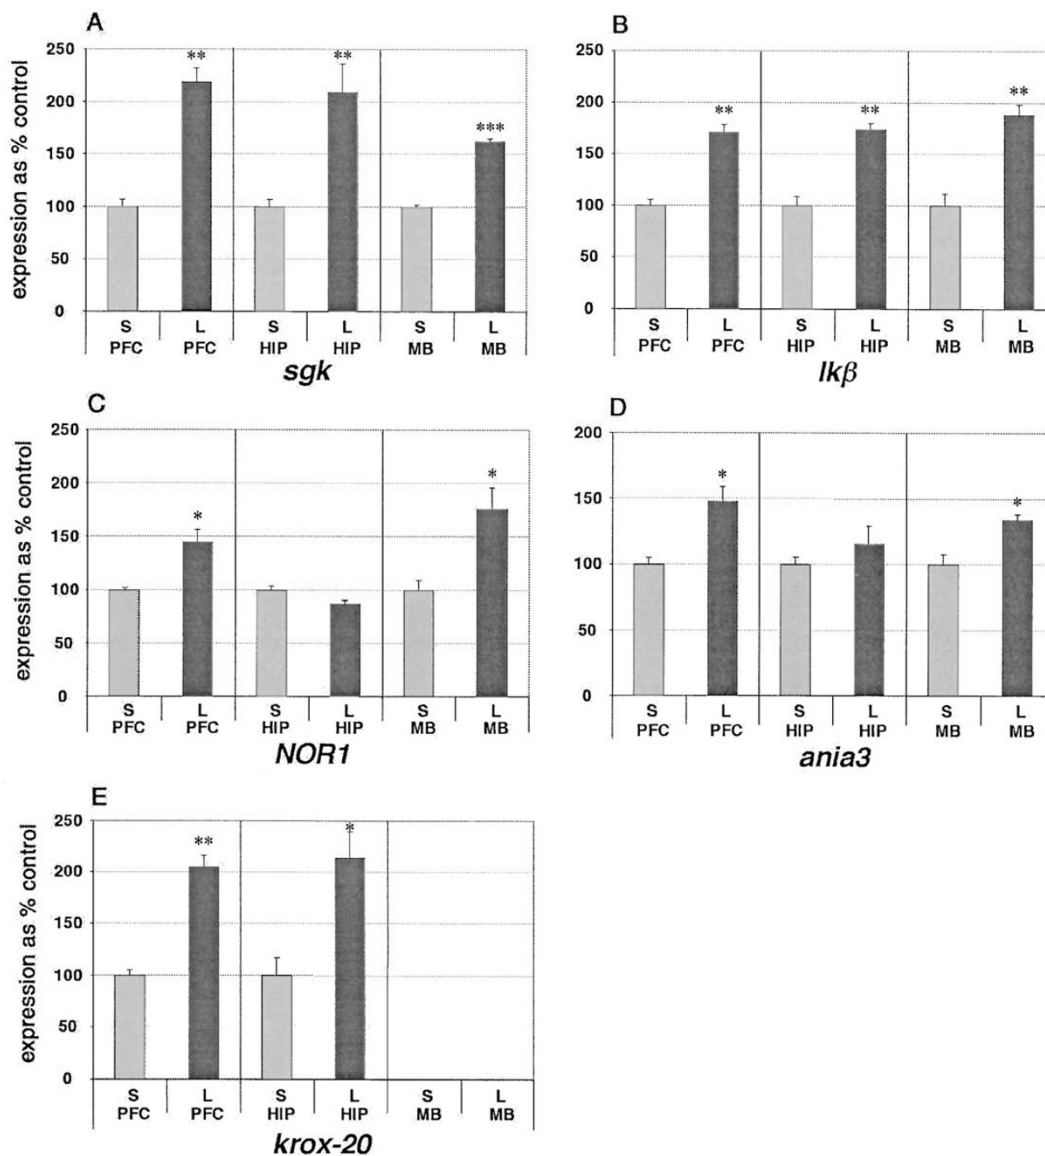 A
B
expression as % control
250
200
150
100
50
0
**
**
***
S
L
S
L
S
L
PFC
PFC
HIP
HIP
MB
MB
sgk
250
200
150
100
50
0
**
**
**
S
L
S
L
S
L
PFC
PFC
HIP
HIP
MB
MB
Ikβ
C
D
expression as % control
250
200
150
100
50
0
*
*
S
L
S
L
S
L
PFC
PFC
HIP
HIP
MB
MB
NOR1
200
150
100
50
0
*
*
S
L
S
L
S
L
PFC
PFC
HIP
HIP
MB
MB
ania3
E
expression as % control
250
200
150
100
50
0
**
*
S
L
S
L
S
L
PFC
PFC
HIP
HIP
MB
MB
krox-20